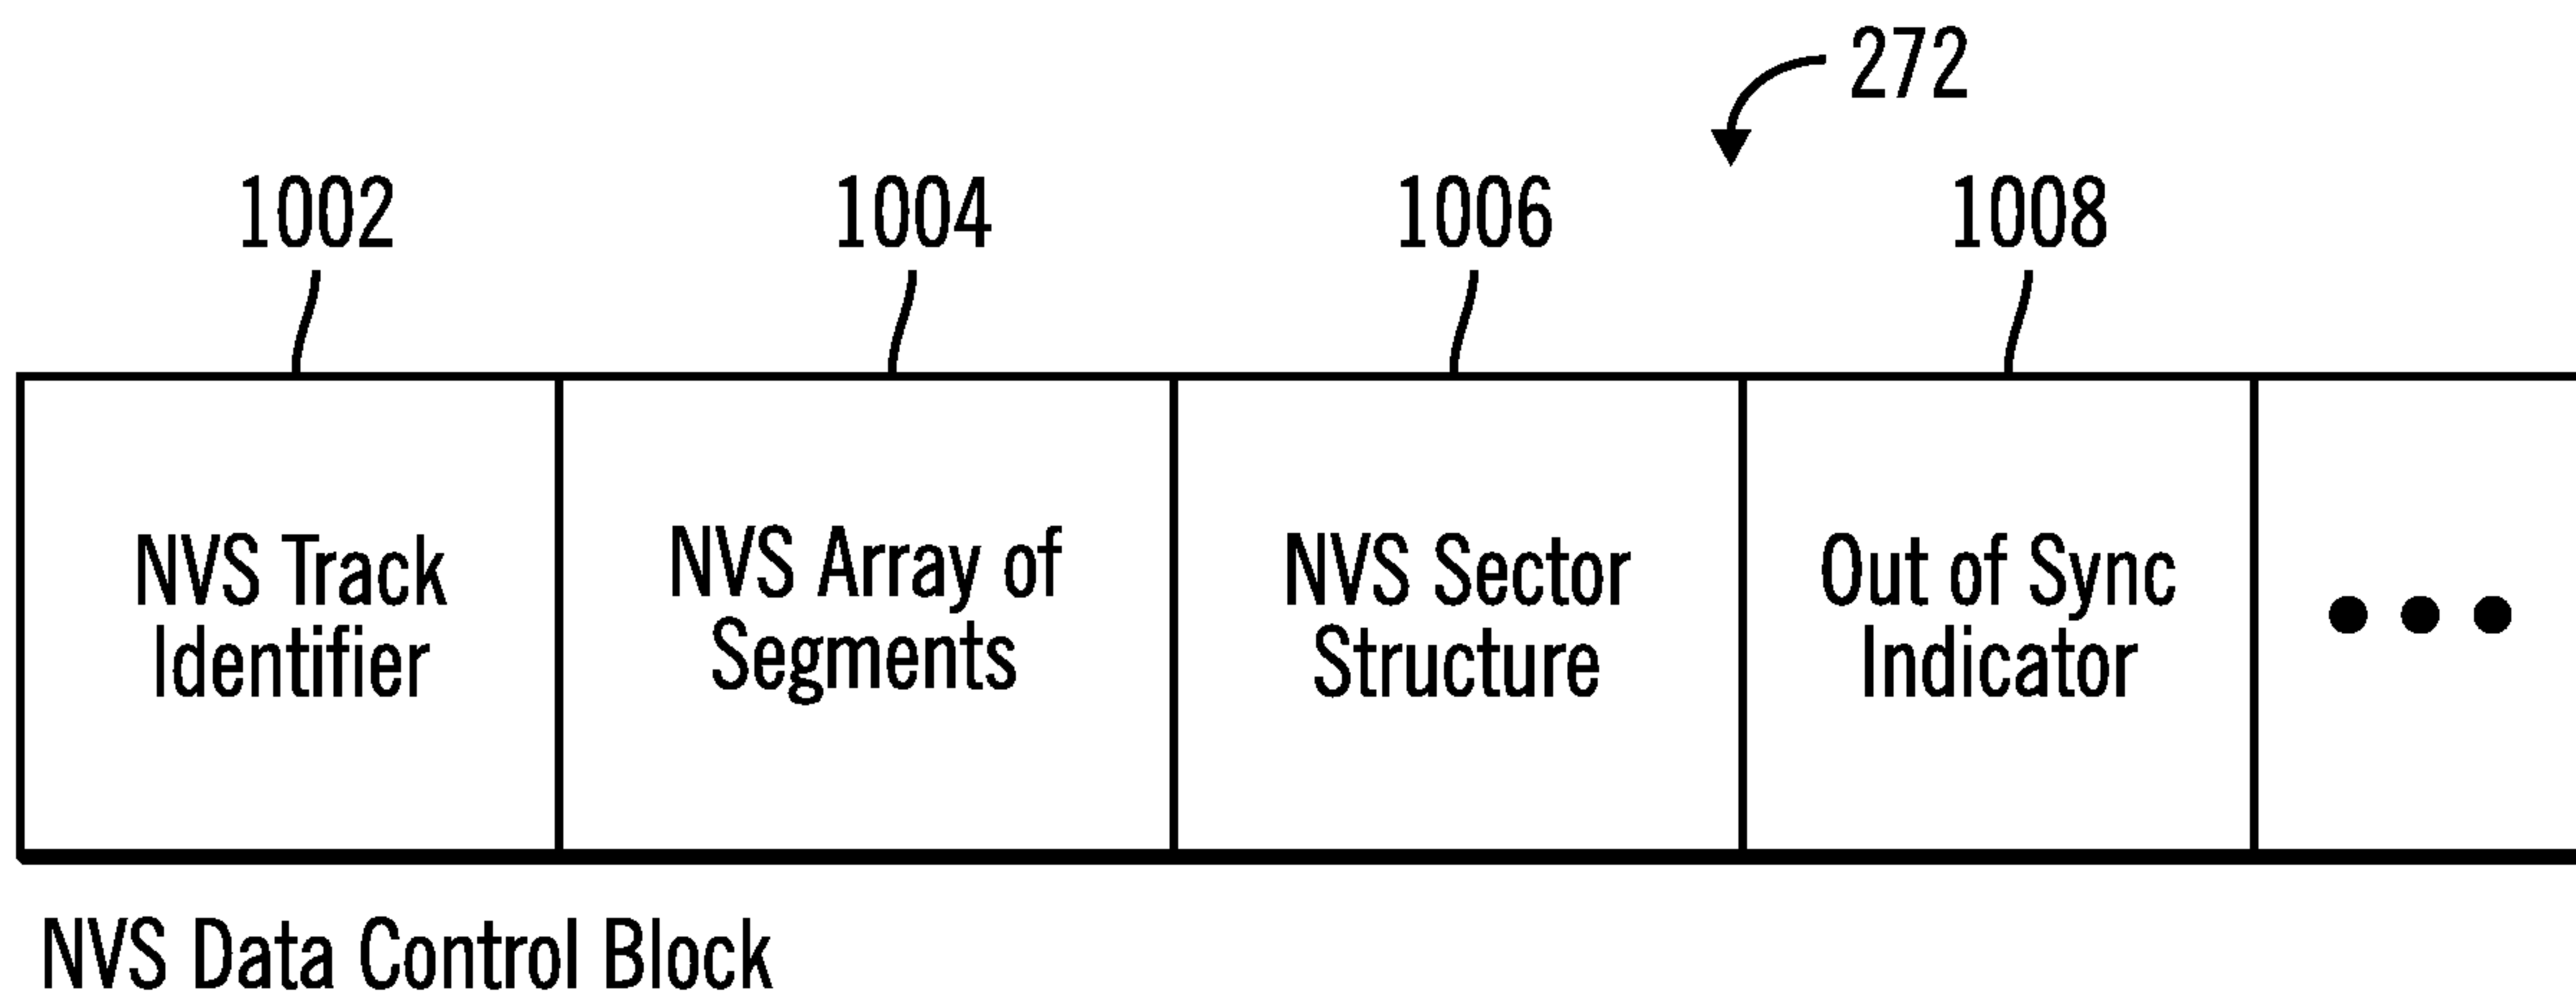 272
1002
1004
1006
1008
NVS Track
Identifier
NVS Array of
Segments
NVS Sector
Structure
Out of Sync
Indicator
•••
NVS Data Control Block